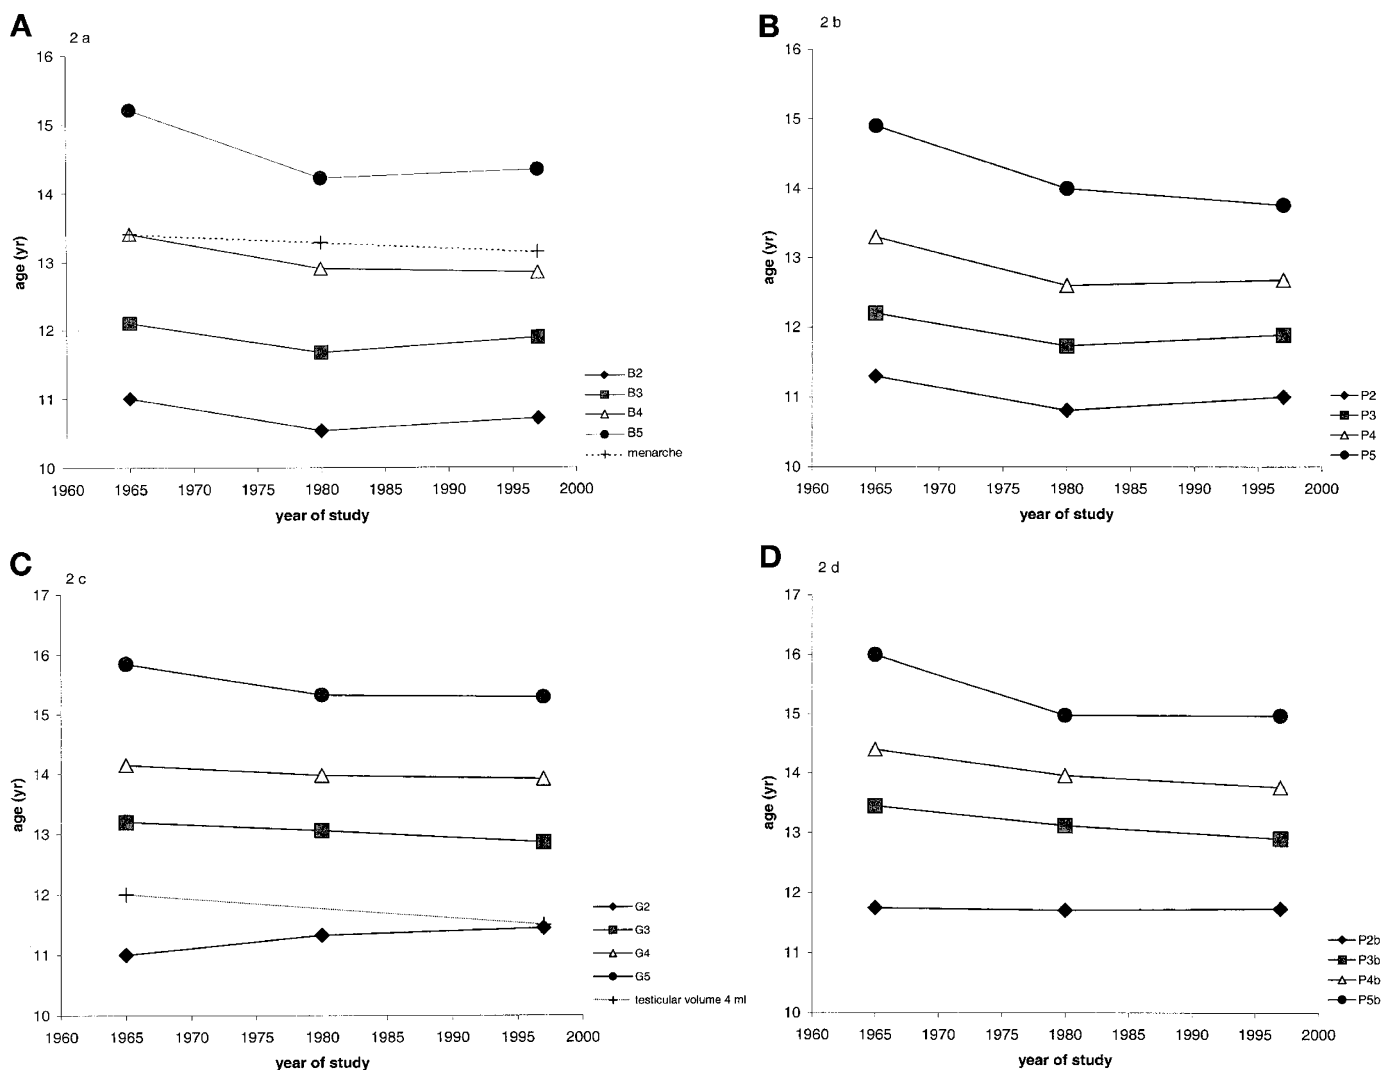 A
2 a
16
15
14
13
12
11
10
age (yr)
1960 1965 1970 1975 1980 1985 1990 1995 2000
year of study
B2
B3
B4
B5
menarche
B
2 b
16
15
14
13
12
11
10
age (yr)
1960 1965 1970 1975 1980 1985 1990 1995 2000
year of study
P2
P3
P4
P5
C
2 c
17
16
15
14
13
12
11
10
age (yr)
1960 1965 1970 1975 1980 1985 1990 1995 2000
year of study
G2
G3
G4
G5
testicular volume 4 ml
D
2 d
17
16
15
14
13
12
11
10
age (yr)
1960 1965 1970 1975 1980 1985 1990 1995 2000
year of study
P2b
P3b
P4b
P5b